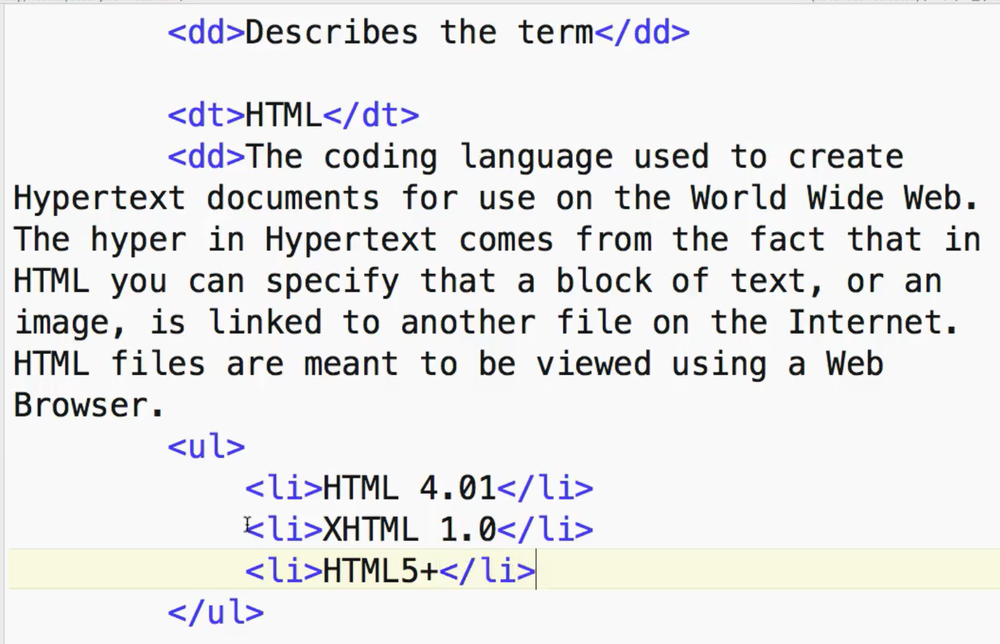 <dd>Describes the term</dd>
<dt>HTML</dt>
<dd>The coding language used to create
Hypertext documents for use on the World Wide Web.
The hyper in Hypertext comes from the fact that in
HTML you can specify that a block of text, or an
image, is linked to another file on the Internet.
HTML files are meant to be viewed using a Web
Browser.
<ul>
<li>HTML 4.01</li>
<li>XHTML 1.0</li>
<li>HTML5+</li>
</ul>